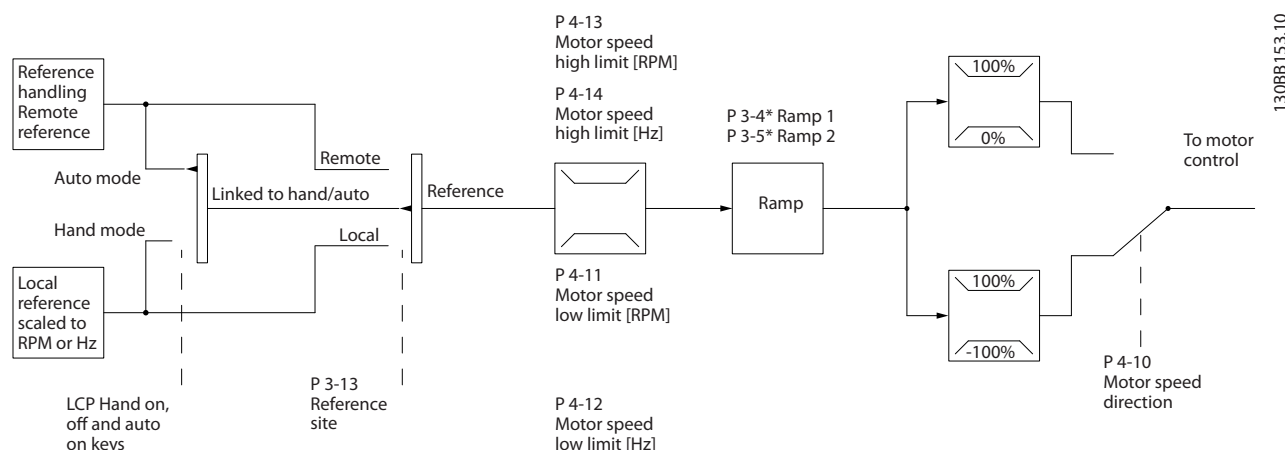 Reference
handling
Remote
reference
Auto mode
Hand mode
Local
reference
scaled to
RPM or Hz
LCP Hand on,
off and auto
on keys
Linked to hand/auto
Remote
Local
P 3-13
Reference
site
Reference
P 4-13
Motor speed
high limit [RPM]
P 4-14
Motor speed
high limit [Hz]
P 4-11
Motor speed
low limit [RPM]
P 4-12
Motor speed
low limit [Hz]
P 3-4* Ramp 1
P 3-5* Ramp 2
Ramp
100%
0%
100%
-100%
To motor
control
P 4-10
Motor speed
direction
130BB153.10